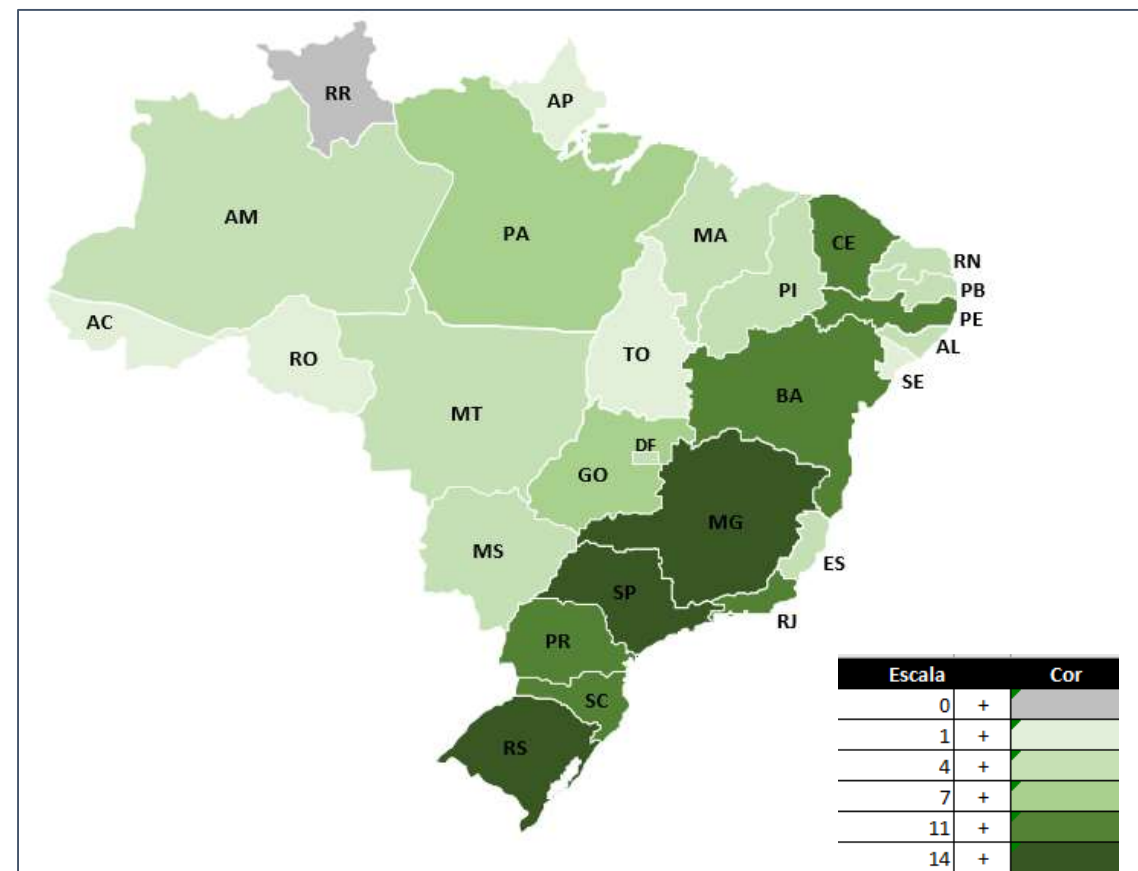 RR
AP
AM
PA
MA
CE
RN
PI
PB
PE
AC
AL
RO
TO
SE
BA
MT
DF
GO
MG
MS
ES
SP
RJ
PR
SC
RS
Escala Cor
0 +
1 +
4 +
7 +
11 +
14 +